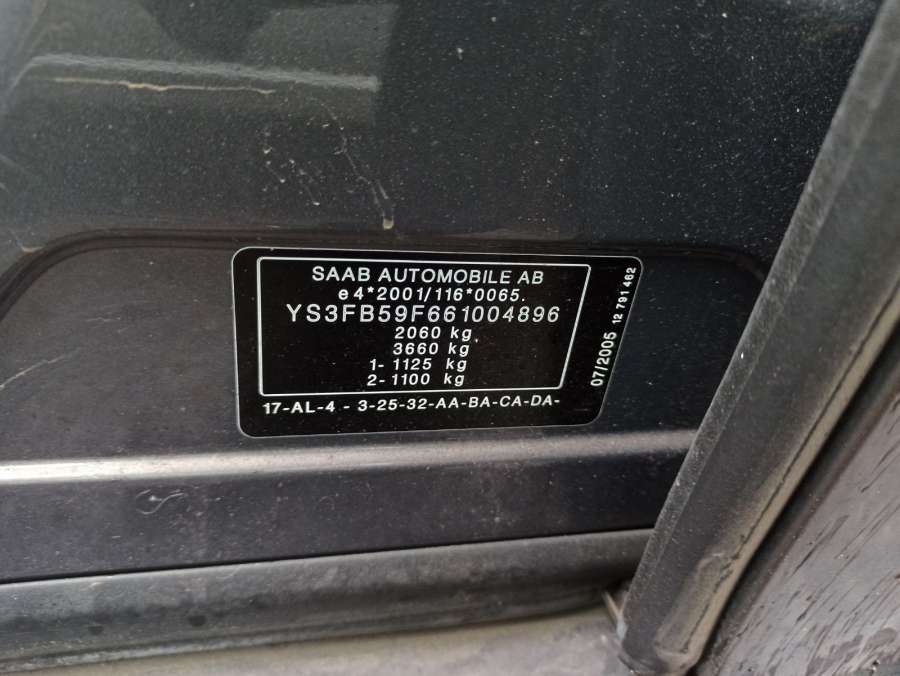 SAAB AUTOMOBILE AB
e4*2001/116*0065.
YS3FB59F661004896
2060 kg
3660 kg
1- 1125 kg
2- 1100 kg
17-AL-4 - 3-25-32-AA-BA-CA-DA-
07/2005 12 791 462